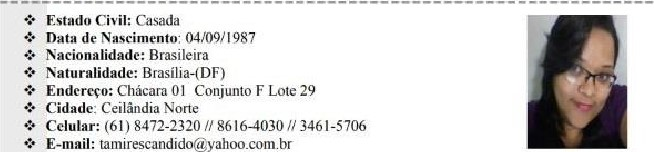 ❖ Estado Civil: Casada
❖ Data de Nascimento: 04/09/1987
❖ Nacionalidade: Brasileira
❖ Naturalidade: Brasília-(DF)
❖ Endereço: Chácara 01 Conjunto F Lote 29
❖ Cidade: Ceilândia Norte
❖ Celular: (61) 8472-2320 // 8616-4030 // 3461-5706
❖ E-mail: tamirescandido@yahoo.com.br